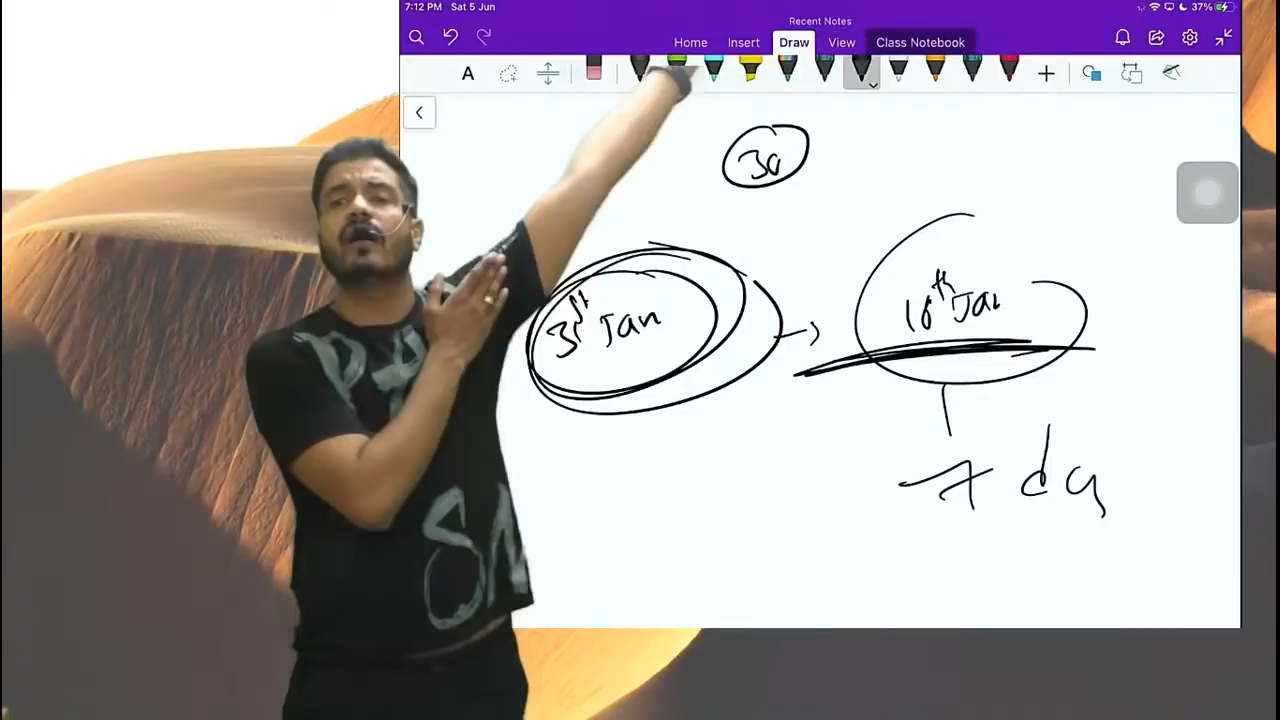 7:12 PM Sat 5 Jun
37%
Recent Notes
Home Insert Draw View Class Notebook
A
30
31st Jan
10th Jan
7 day